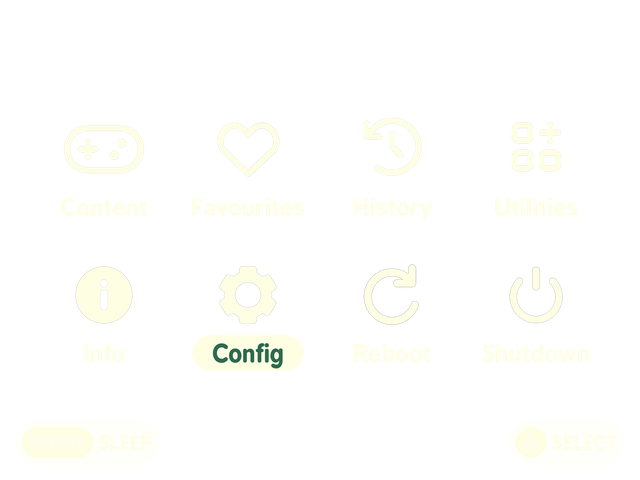 Content Favourites History Utilities
Info Config Reboot Shutdown
SLEEP SELECT